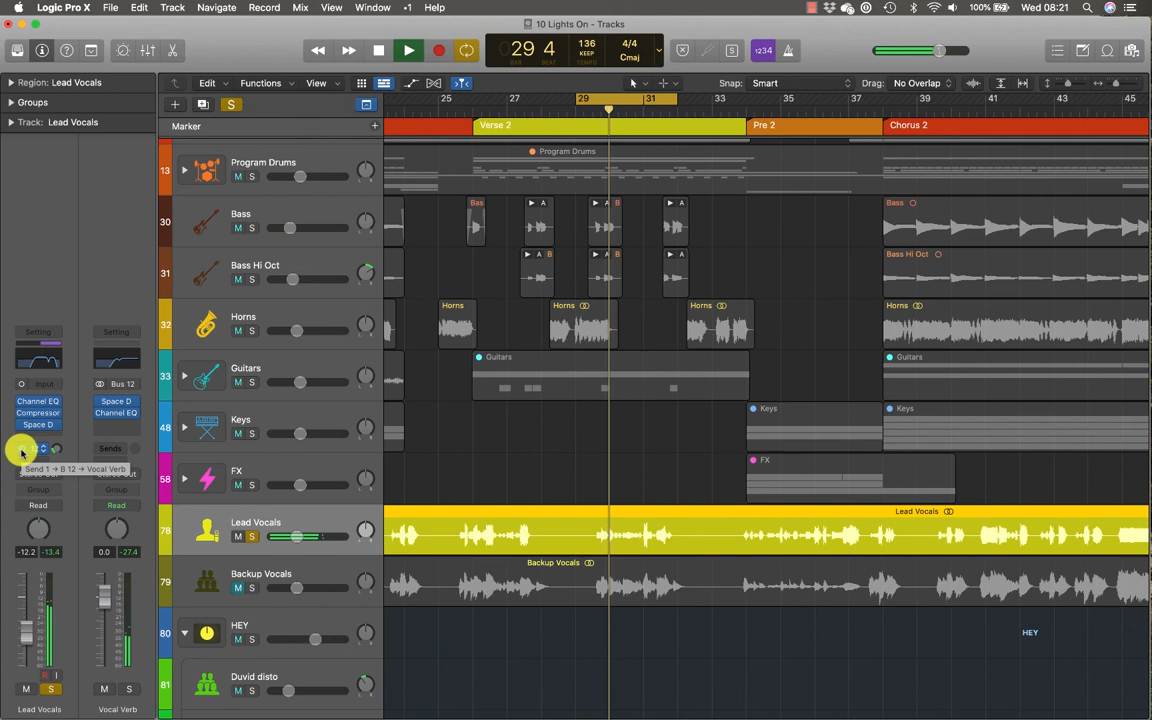 Logic Pro X File Edit Track Navigate Record Mix View Window 1 Help 100% Wed 08:21
10 Lights On - Tracks
29 4 136 4/4
KEEP Cmaj
BAR BEAT TEMPO
1234
Region: Lead Vocals
Edit Functions View Snap: Smart Drag: No Overlap
Groups
S 25 27 29 31 33 35 37 39 41 43 45
Track: Lead Vocals
Marker + Verse 2 Pre 2 Chorus 2
13 Program Drums M S Program Drums
30 Bass M S Bas A A B A Bass
31 Bass Hi Oct M S A B A B A Bass Hi Oct
32 Horns M S Horns Horns Horns Horns
Setting Setting
33 Guitars M S Guitars Guitars
Input Bus 12
Channel EQ Space D
Compressor Channel EQ
Space D
48 Keys M S Keys Keys
Sends
Send 1 → B 12 → Vocal Verb
58 FX M S FX
Group Group
Read Read
78 Lead Vocals M S Lead Vocals
-12.2 -13.4 0.0 -27.4
79 Backup Vocals M S Backup Vocals
80 HEY M S HEY
R I
81 Duvid disto M S
M S M S
Lead Vocals Vocal Verb